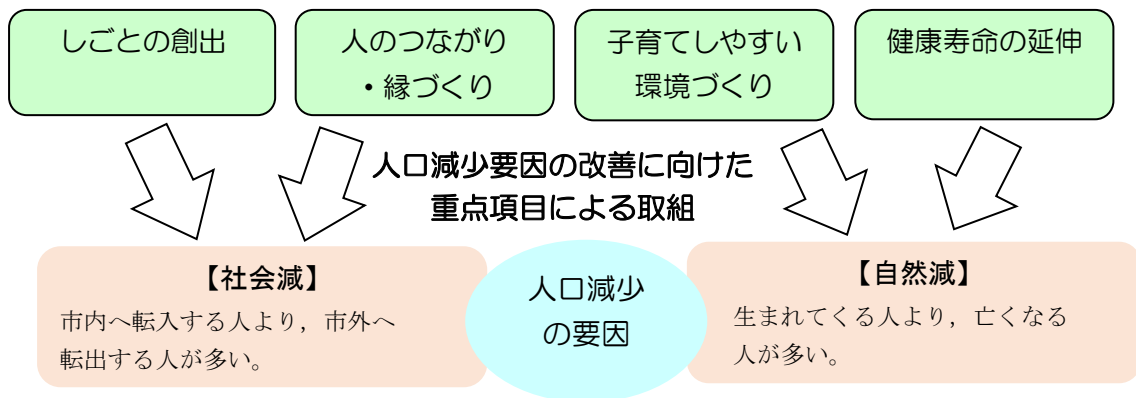 しごとの創出
人のつながり
・縁づくり
子育てしやすい
環境づくり
健康寿命の延伸
人口減少要因の改善に向けた
重点項目による取組
【社会減】
市内へ転入する人より，市外へ
転出する人が多い。
人口減少
の要因
【自然減】
生まれてくる人より，亡くなる
人が多い。